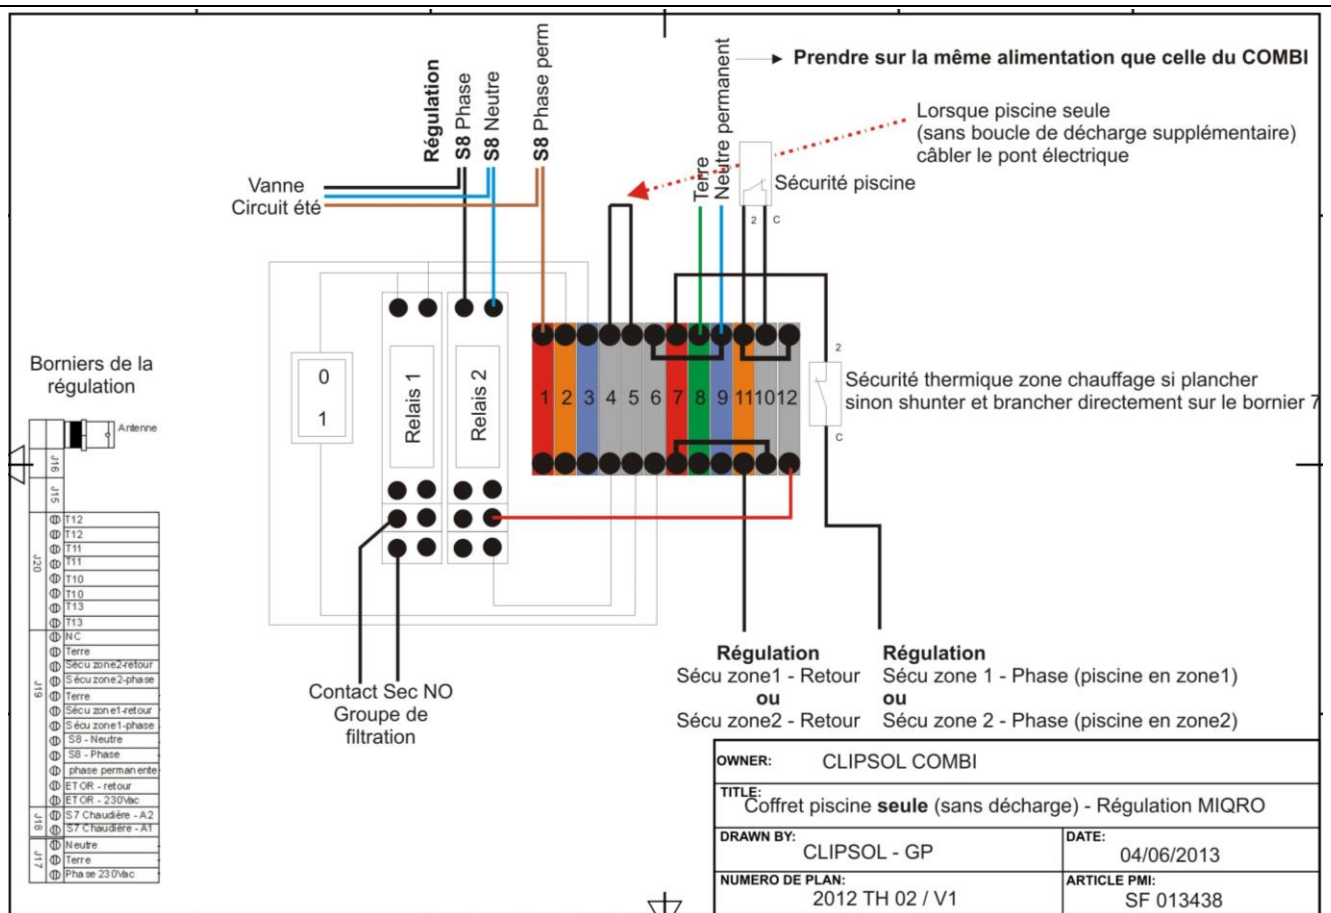 Prendre sur la même alimentation que celle du COMBI
Régulation
S8 Phase
S8 Neutre
S8 Phase perm
Terre
Neutre permanent
Lorsque piscine seule
(sans boucle de décharge supplémentaire)
câbler le pont électrique
Vanne
Circuit été
Sécurité piscine
2 C
Borniers de la
régulation
Antenne
0
1
Relais 1
Relais 2
1 2 3 4 5 6 7 8 9 11 10 12
2
Sécurité thermique zone chauffage si plancher
sinon shunter et brancher directement sur le bornier 7
C
J16
J15
J20
T12
T12
T11
T11
T10
T10
T13
T13
J19
NC
Terre
Sécu zone2-retour
Sécu zone2-phase
Terre
Sécu zone1-retour
Sécu zone1-phase
S8 - Neutre
S8 - Phase
phase permanente
ETOR - retour
ETOR - 230Vac
J18
S7 Chaudière - A2
S7 Chaudière - A1
J17
Neutre
Terre
Phase 230Vac
Contact Sec NO
Groupe de
filtration
Régulation
Sécu zone1 - Retour
ou
Sécu zone2 - Retour
Régulation
Sécu zone 1 - Phase (piscine en zone1)
ou
Sécu zone 2 - Phase (piscine en zone2)
OWNER: CLIPSOL COMBI
TITLE:
Coffret piscine seule (sans décharge) - Régulation MIQRO
DRAWN BY:
CLIPSOL - GP
DATE:
04/06/2013
NUMERO DE PLAN:
2012 TH 02 / V1
ARTICLE PMI:
SF 013438